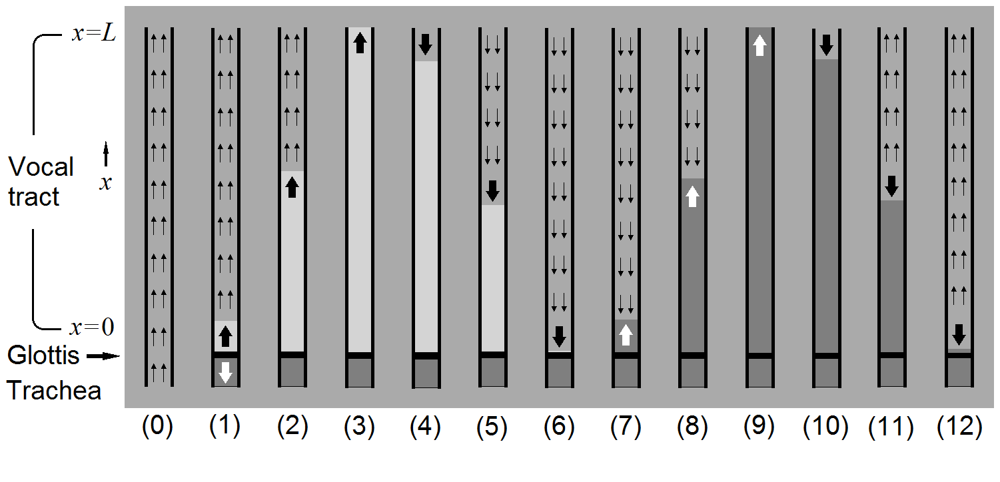 x=L
Vocal
tract
x
x=0
Glottis
Trachea
(0) (1) (2) (3) (4) (5) (6) (7) (8) (9) (10) (11) (12)